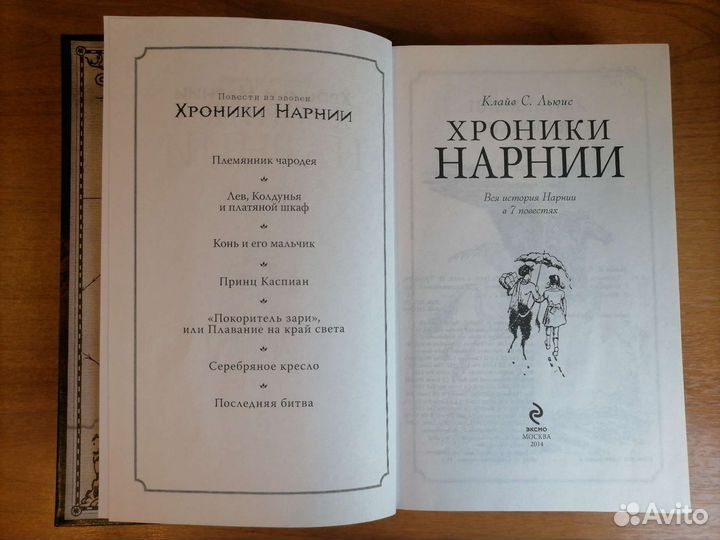 Повести из эпопеи
Хроники Нарнии
Племянник чародея
Лев, Колдунья
и платяной шкаф
Конь и его мальчик
Принц Каспиан
«Покоритель зари»,
или Плавание на край света
Серебряное кресло
Последняя битва
Клайв С. Льюис
ХРОНИКИ
НАРНИИ
Вся история Нарнии
в 7 повестях
ЭКСМО
МОСКВА
2014
Avito